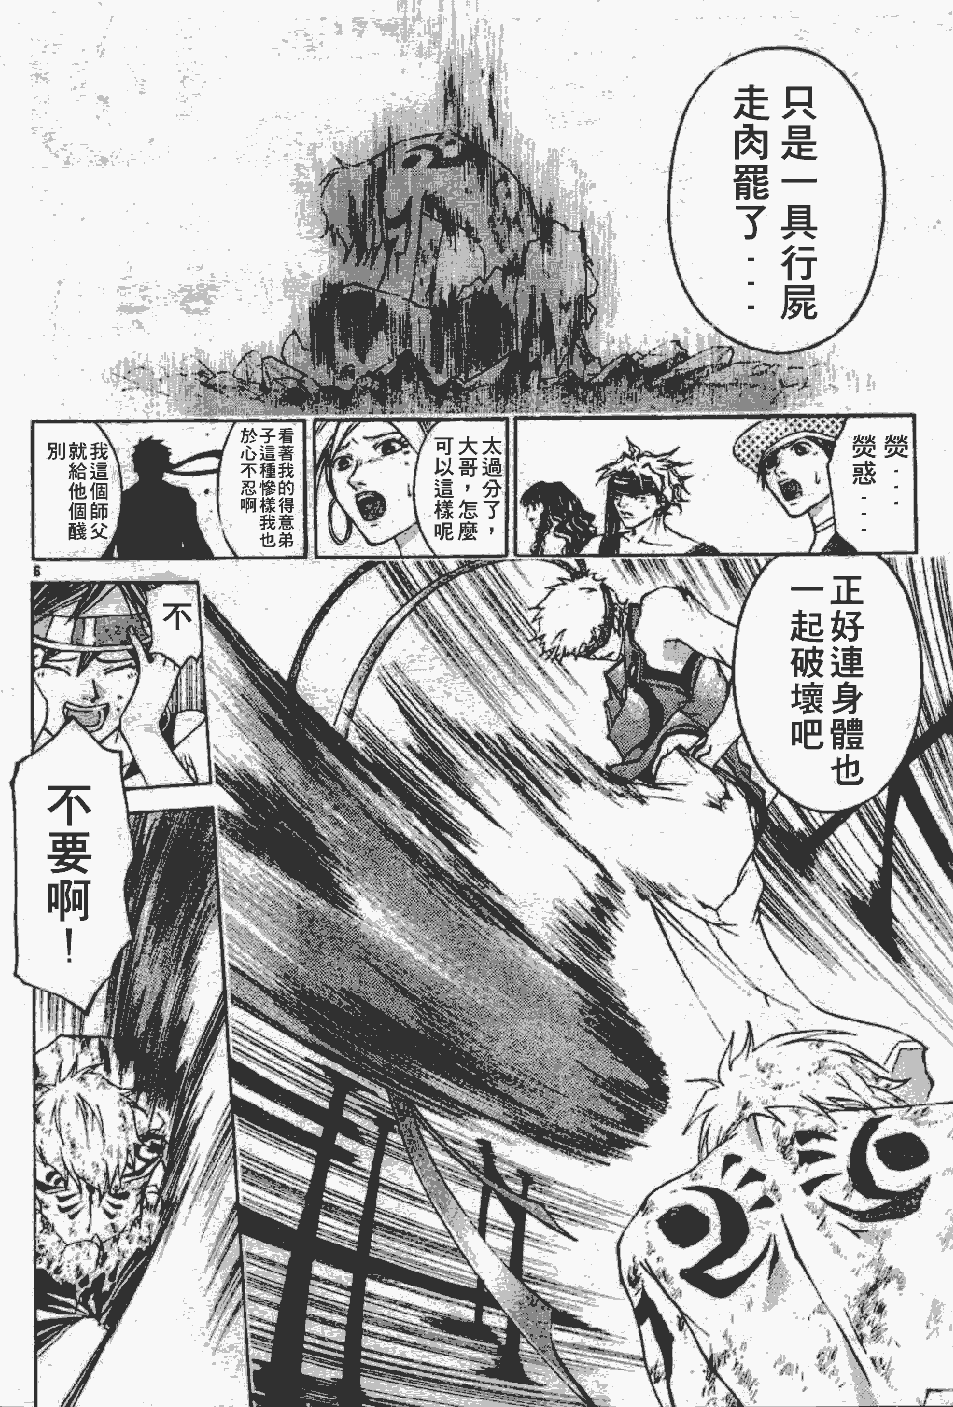 只是一具行屍
走肉罷了---
熒...
熒惑---
太過分了，
大哥，怎麼
可以這樣呢
看著我的得意弟
子這種慘樣我也
於心不忍啊
我這個師父
就給他個餞
別
6
正好連身體也
一起破壞吧
不
不要啊！